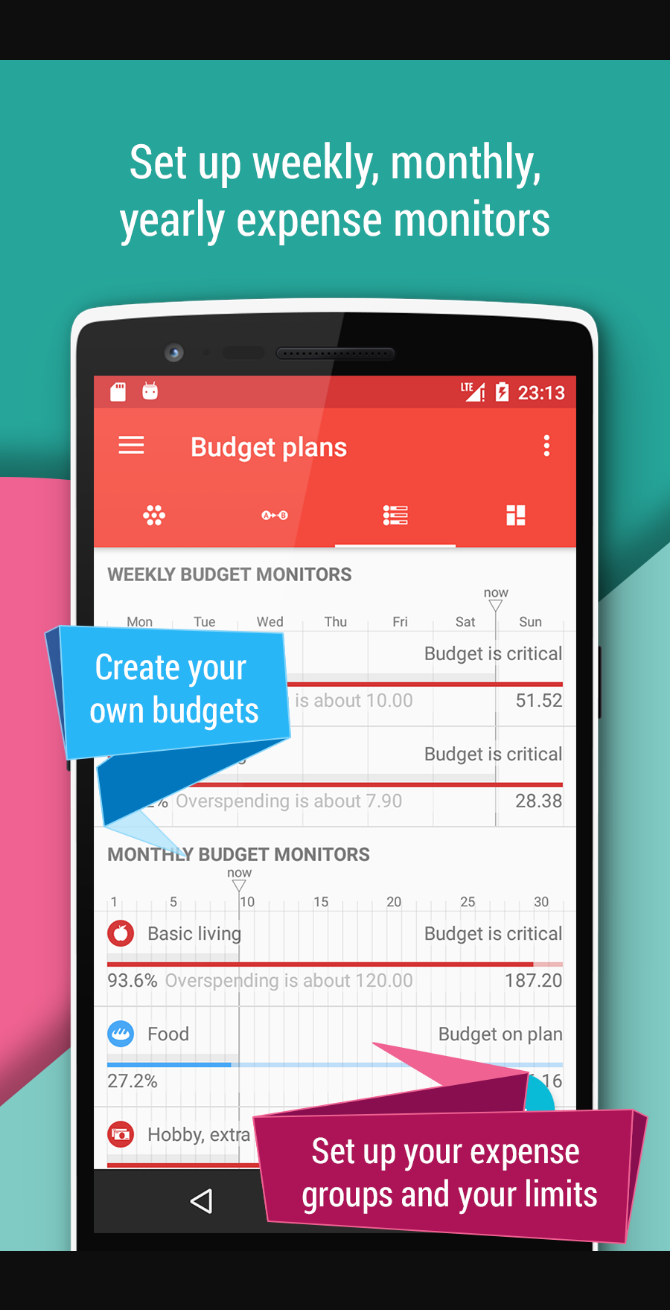 Set up weekly, monthly,
yearly expense monitors
LTE 23:13
Budget plans
A B
WEEKLY BUDGET MONITORS
now
Mon Tue Wed Thu Fri Sat Sun
Budget is critical
is about 10.00 51.52
Create your
own budgets
Budget is critical
% Overspending is about 7.90 28.38
MONTHLY BUDGET MONITORS
now
1 5 10 15 20 25 30
Basic living Budget is critical
93.6% Overspending is about 120.00 187.20
Food Budget on plan
27.2% .16
Hobby, extra
Set up your expense
groups and your limits